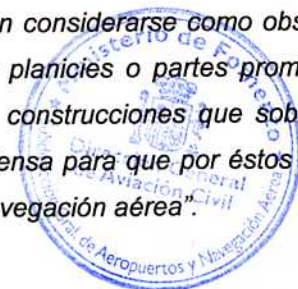 n considerarse como obs
planicies o partes prom
construcciones que sob
ensa para que por éstos
vegación aérea".
Ministerio de Fomento
Dirección General
de Aviación Civil
General de Aeropuertos y Navegación Aérea